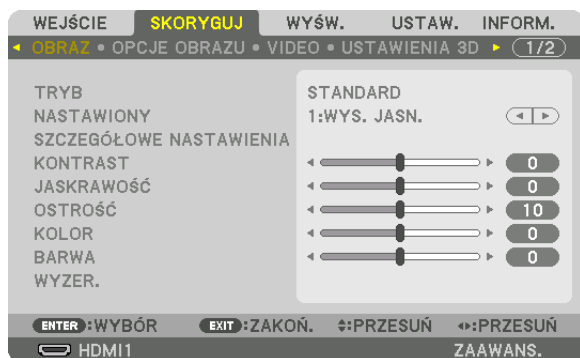 WEJŚCIE SKORYGUJ WYŚW. USTAW. INFORM.
OBRAZ • OPCJE OBRAZU • VIDEO • USTAWIENIA 3D 1/2
TRYB STANDARD
NASTAWIONY 1:WYS. JASN.
SZCZEGÓŁOWE NASTAWIENIA
KONTRAST 0
JASKRAWOŚĆ 0
OSTROŚĆ 10
KOLOR 0
BARWA 0
WYZER.
ENTER:WYBÓR EXIT:ZAKOŃ. :PRZESUŃ :PRZESUŃ
HDMI1 ZAAWANS.